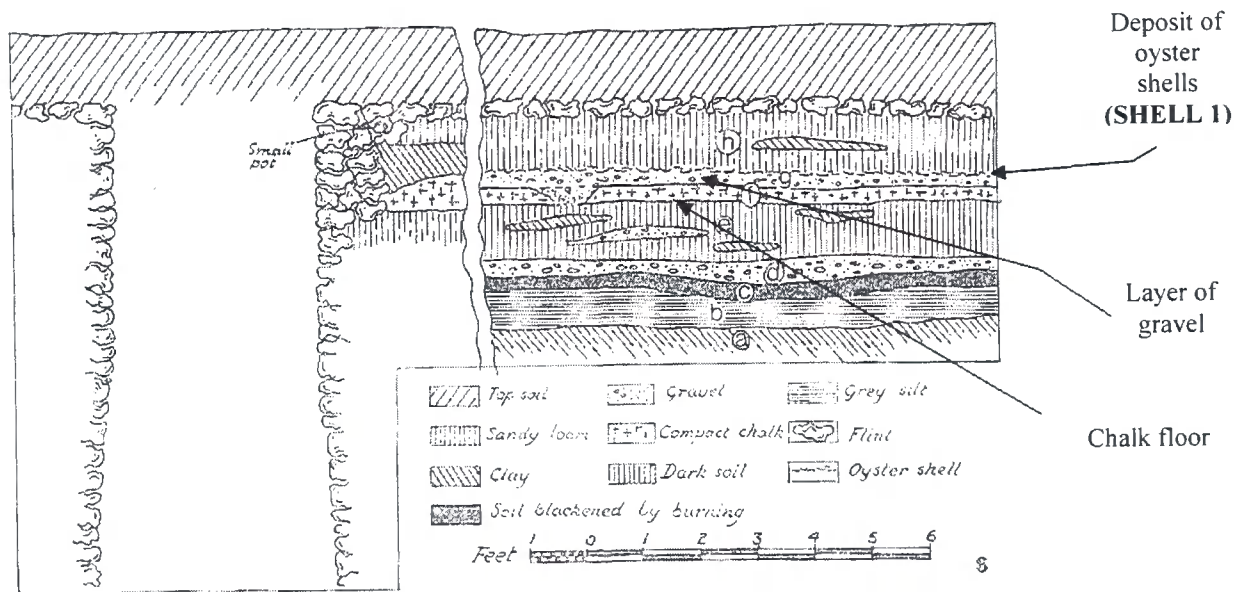 Deposit of
oyster
shells
(SHELL 1)
Small
pot
h
g
f
e
d
c
b
a
Layer of
gravel
Chalk floor
Top soil
Gravel
Grey silt
Sandy loam
Compact chalk
Flint
Clay
Dark soil
Oyster shell
Soil blackened by burning
Feet 1 0 1 2 3 4 5 6
8